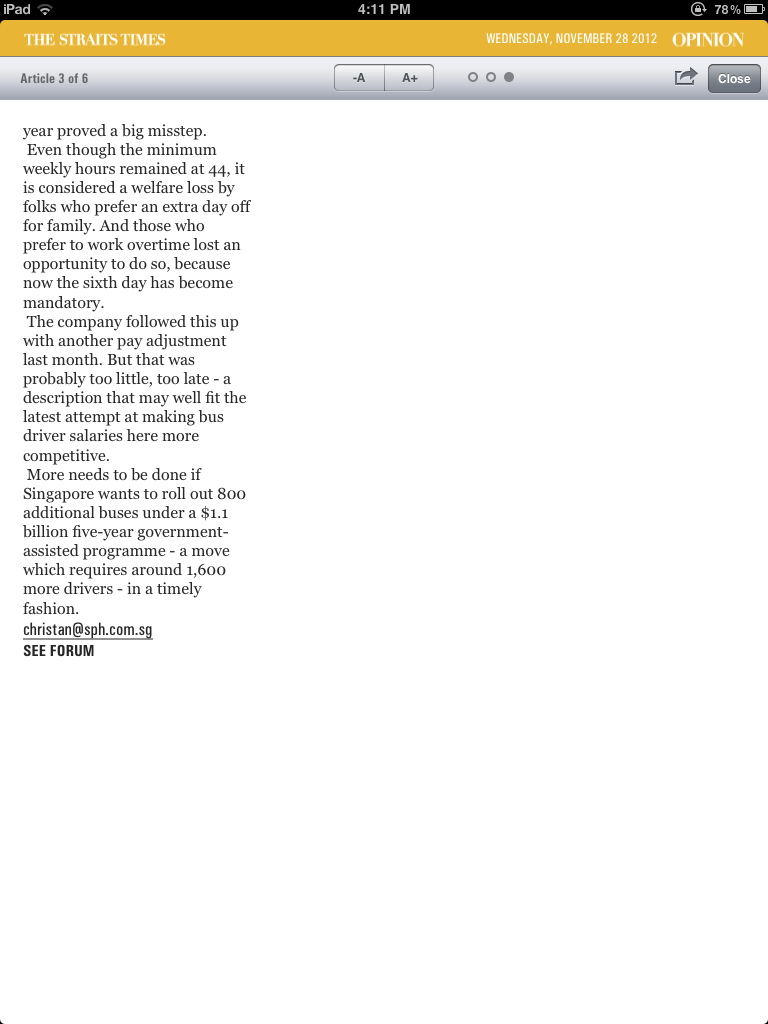 iPad 4:11 PM 78%
THE STRAITS TIMES WEDNESDAY, NOVEMBER 28 2012 OPINION
Article 3 of 6 -A A+ Close
year proved a big misstep.
Even though the minimum
weekly hours remained at 44, it
is considered a welfare loss by
folks who prefer an extra day off
for family. And those who
prefer to work overtime lost an
opportunity to do so, because
now the sixth day has become
mandatory.
The company followed this up
with another pay adjustment
last month. But that was
probably too little, too late - a
description that may well fit the
latest attempt at making bus
driver salaries here more
competitive.
More needs to be done if
Singapore wants to roll out 800
additional buses under a $1.1
billion five-year government-
assisted programme - a move
which requires around 1,600
more drivers - in a timely
fashion.
christan@sph.com.sg
SEE FORUM